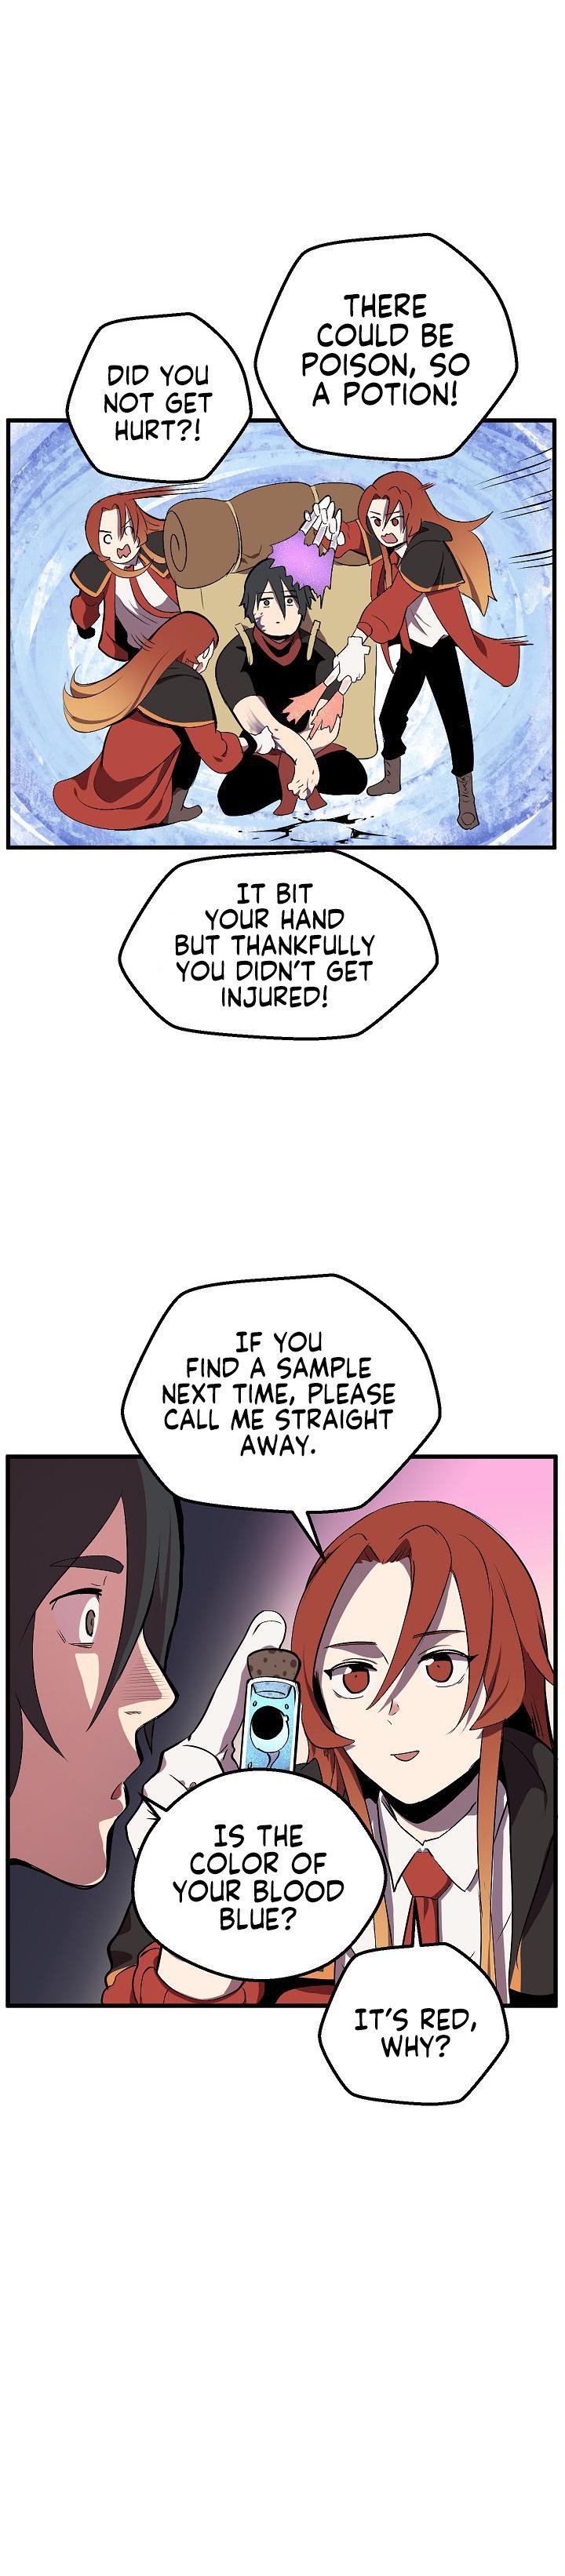 THERE
COULD BE
POISON, SO
A POTION!
DID YOU
NOT GET
HURT?!
IT BIT
YOUR HAND
BUT THANKFULLY
YOU DIDN'T GET
INJURED!
IF YOU
FIND A SAMPLE
NEXT TIME, PLEASE
CALL ME STRAIGHT
AWAY.
IS THE
COLOR OF
YOUR BLOOD
BLUE?
IT'S RED,
WHY?